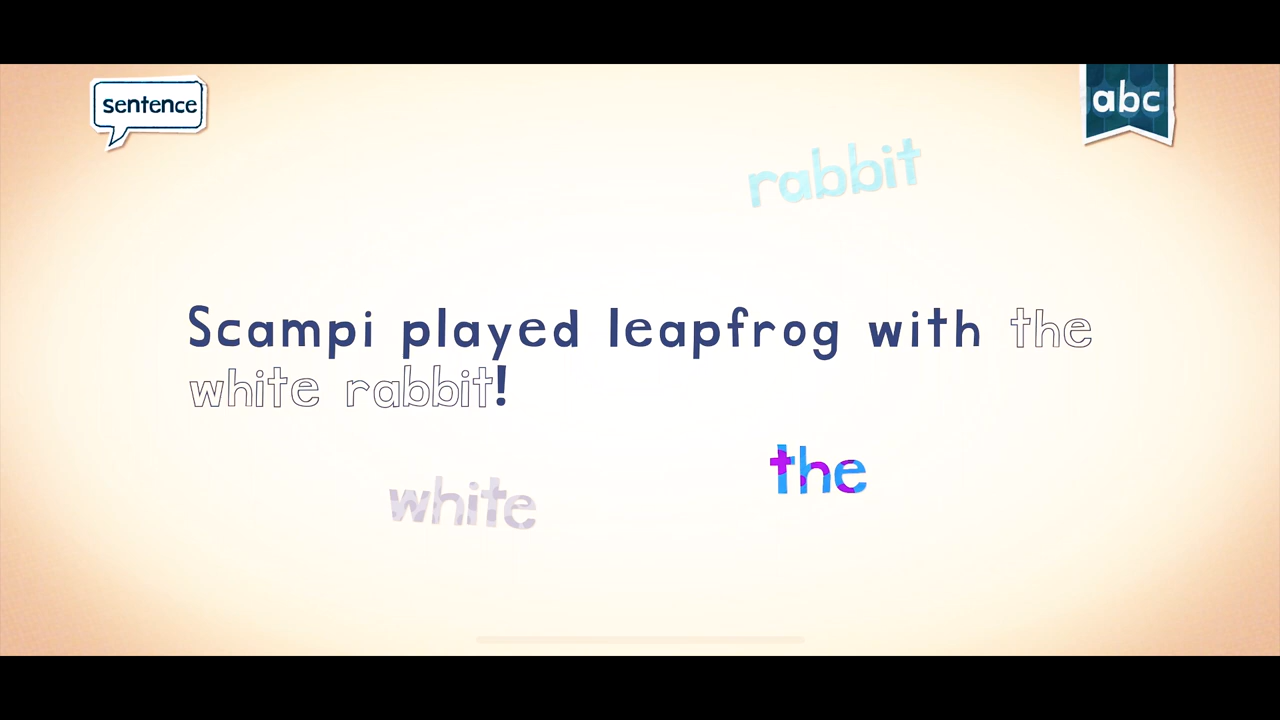 sentence
abc
rabbit
Scampi played leapfrog with the
white rabbit!
the
white